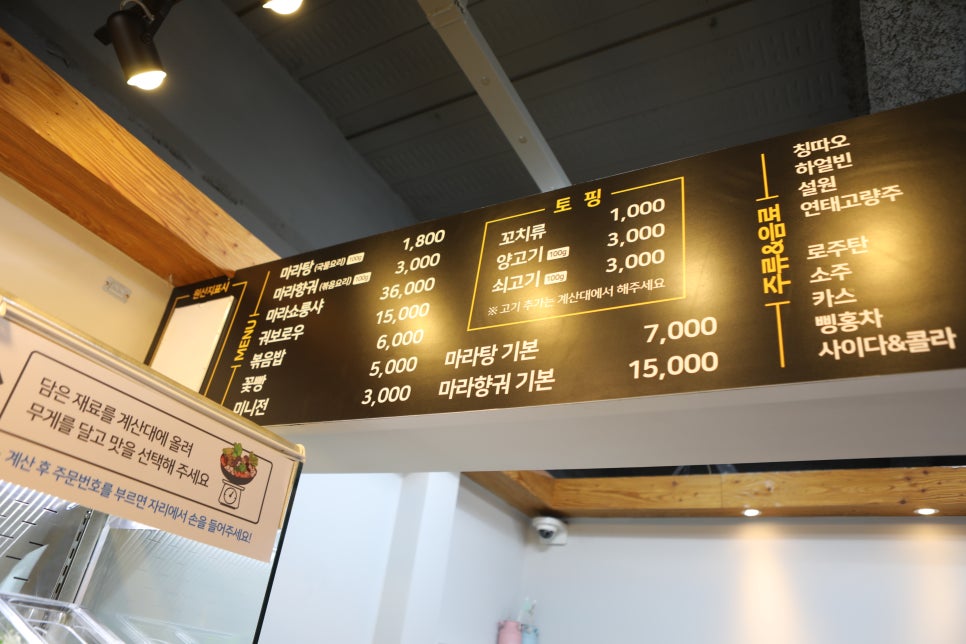 원산지표시
MENU
마라탕 (국물요리) 100g 1,800
마라향궈 (볶음요리) 100g 3,000
마라쇼롱샤 36,000
궈보로우 15,000
볶음밥 6,000
꽃빵 5,000
미니전 3,000
토핑
꼬치류 1,000
양고기 100g 3,000
쇠고기 100g 3,000
※ 고기 추가는 계산대에서 해주세요
마라탕 기본 7,000
마라향궈 기본 15,000
주류&음료
칭따오
하얼빈
설원
연태고량주
로주탄
소주
카스
삥홍차
사이다&콜라
담은 재료를 계산대에 올려
무게를 달고 맛을 선택해 주세요
계산 후 주문번호를 부르면 자리에서 손을 들어주세요!